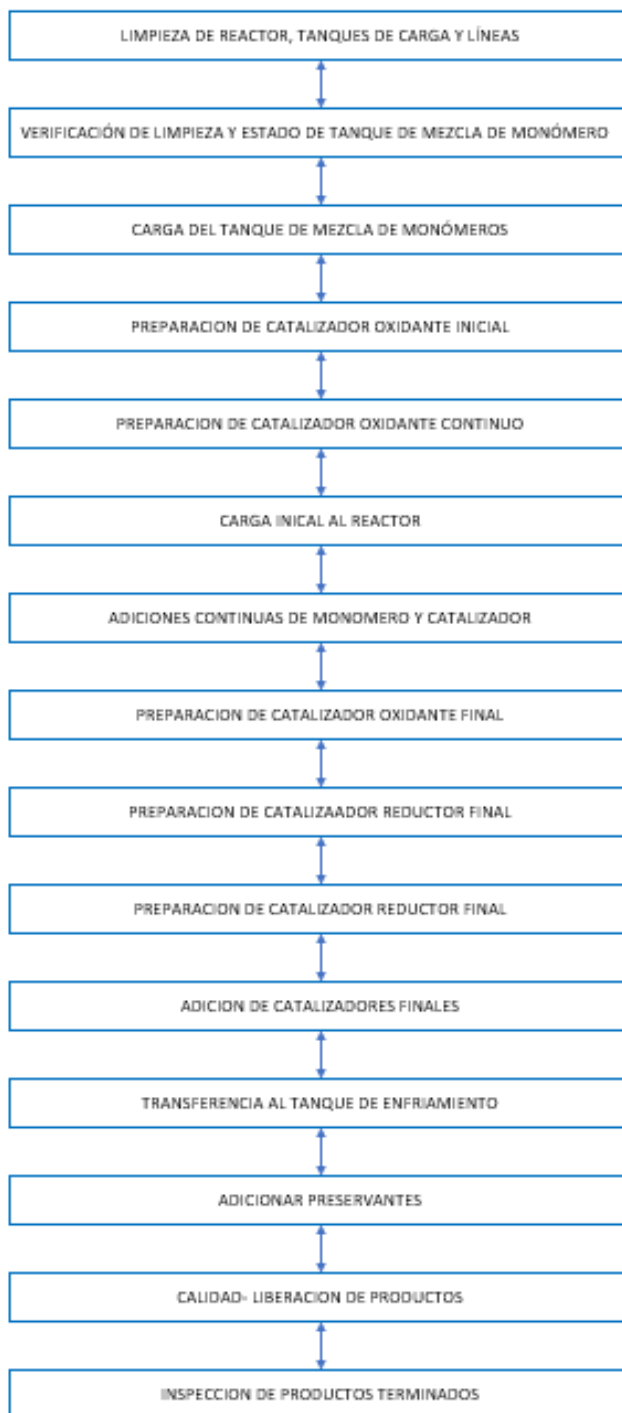 LIMPIEZA DE REACTOR, TANQUES DE CARGA Y LÍNEAS
VERIFICACIÓN DE LIMPIEZA Y ESTADO DE TANQUE DE MEZCLA DE MONÓMERO
CARGA DEL TANQUE DE MEZCLA DE MONÓMEROS
PREPARACION DE CATALIZADOR OXIDANTE INICIAL
PREPARACION DE CATALIZADOR OXIDANTE CONTINUO
CARGA INICAL AL REACTOR
ADICIONES CONTINUAS DE MONOMERO Y CATALIZADOR
PREPARACION DE CATALIZADOR OXIDANTE FINAL
PREPARACION DE CATALIZAADOR REDUCTOR FINAL
PREPARACION DE CATALIZADOR REDUCTOR FINAL
ADICION DE CATALIZADORES FINALES
TRANSFERENCIA AL TANQUE DE ENFRIAMIENTO
ADICIONAR PRESERVANTES
CALIDAD- LIBERACION DE PRODUCTOS
INSPECCION DE PRODUCTOS TERMINADOS